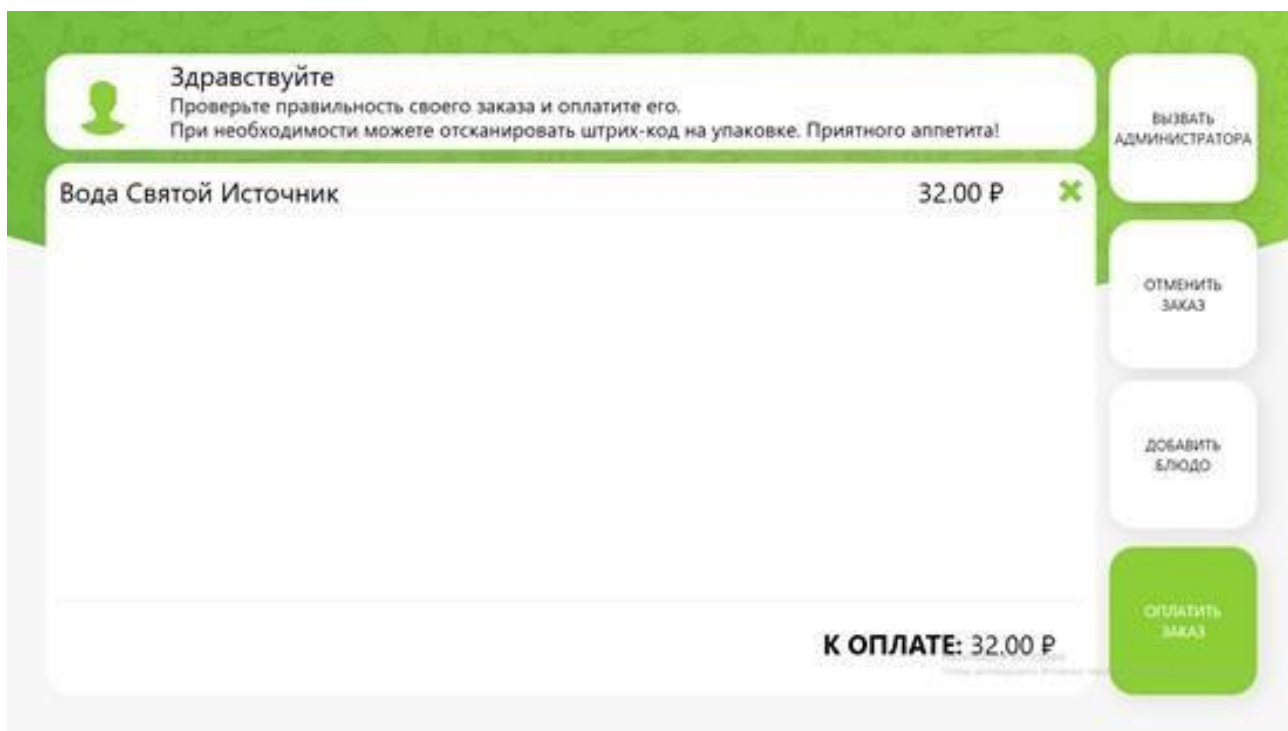 Здравствуйте
Проверьте правильность своего заказа и оплатите его.
При необходимости можете отсканировать штрих-код на упаковке. Приятного аппетита!
ВЫЗВАТЬ
АДМИНИСТРАТОРА
Вода Святой Источник 32.00 ₽
ОТМЕНИТЬ
ЗАКАЗ
ДОБАВИТЬ
БЛЮДО
К ОПЛАТЕ: 32.00 ₽
ОПЛАТИТЬ
ЗАКАЗ